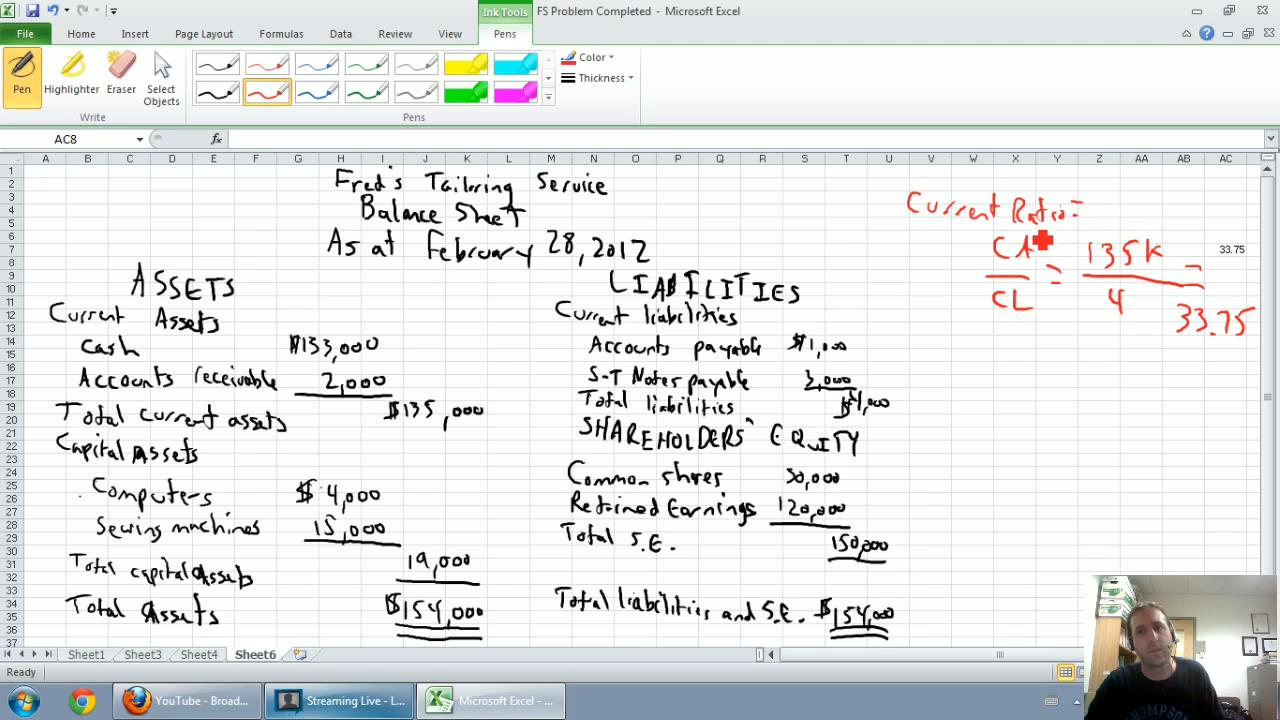 File
Home
Insert
Page Layout
Formulas
Data
Review
View
Ink Tools
Pens
FS Problem Completed - Microsoft Excel
Pen
Highlighter
Eraser
Select Objects
Write
Pens
Color
Thickness
AC8
fx
A B C D E F G H I J K L M N O P Q R S T U V W X Y Z AA AB AC
Fred's Tailoring Service
Balance Sheet
As at February 28, 2012
ASSETS
Current Assets
Cash $133,000
Accounts receivable 2,000
Total current assets $135,000
Capital Assets
Computers $4,000
Sewing machines 15,000
19,000
Total capital Assets
Total Assets $154,000
LIABILITIES
Current liabilities
Accounts payable $1,000
S-T Notes payable 3,000
Total liabilities $4,000
SHAREHOLDERS' EQUITY
Common shares 30,000
Retained Earnings 120,000
Total S.E. 150,000
Total liabilities and S.E. $154,000
Current Ratio=
CA = 135K =
CL 4
33.75
33.75
Sheet1 Sheet3 Sheet4 Sheet6
Ready
YouTube - Broad...
Streaming Live - L...
Microsoft Excel - ...